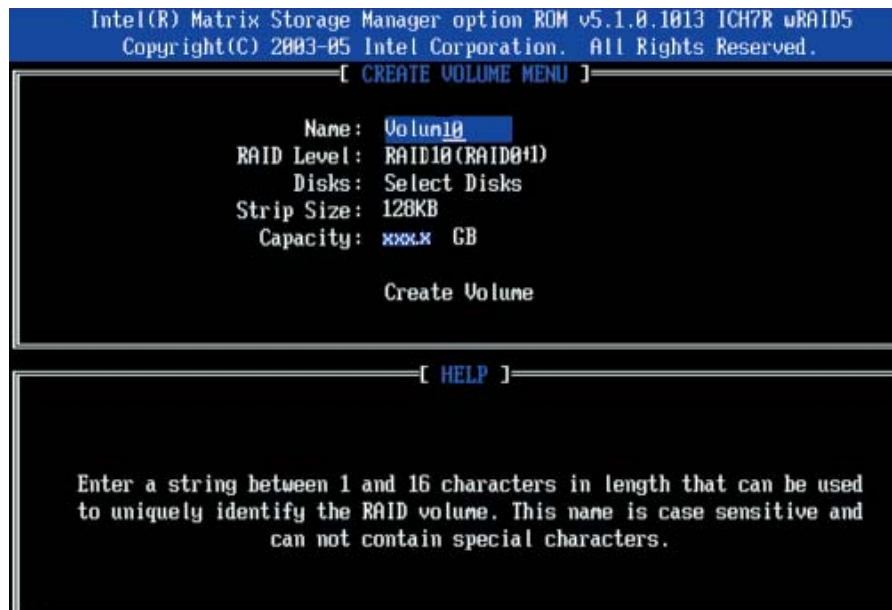 Intel(R) Matrix Storage Manager option ROM v5.1.0.1013 ICH7R wRAID5
Copyright(C) 2003-05 Intel Corporation. All Rights Reserved.
[ CREATE VOLUME MENU ]
Name: Volum10
RAID Level: RAID10(RAID0+1)
Disks: Select Disks
Strip Size: 128KB
Capacity: xxx.x GB
Create Volume
[ HELP ]
Enter a string between 1 and 16 characters in length that can be used
to uniquely identify the RAID volume. This name is case sensitive and
can not contain special characters.